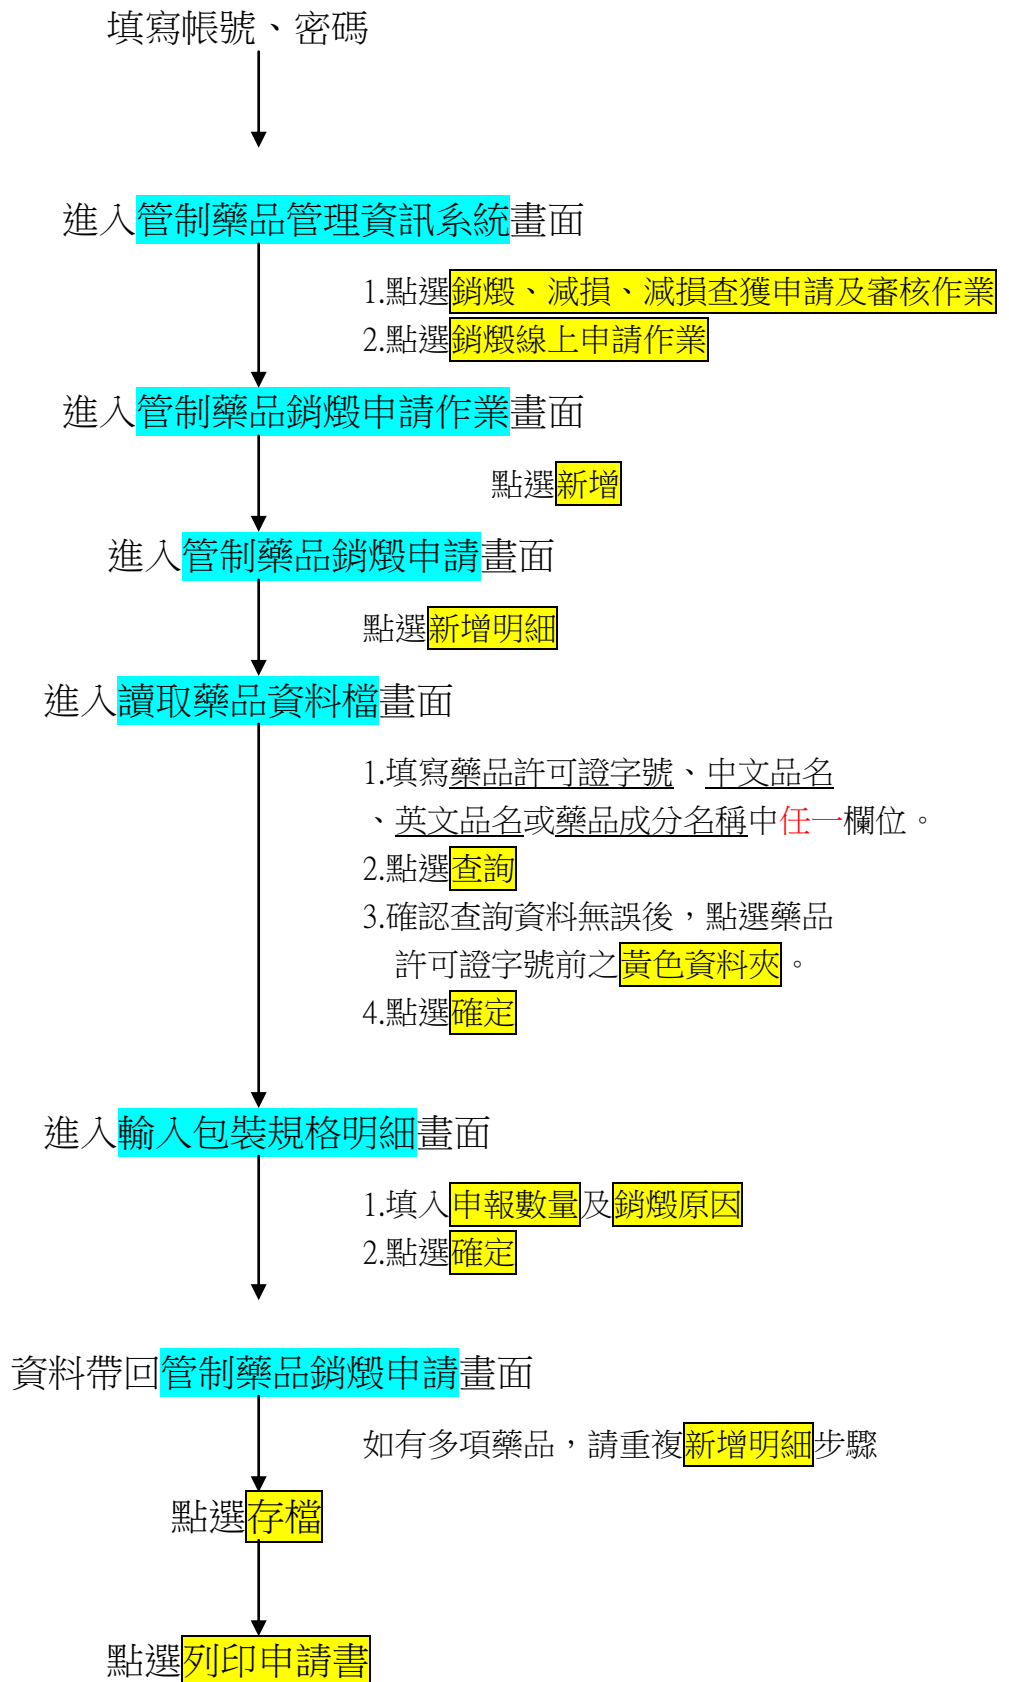 填寫帳號、密碼
進入管制藥品管理資訊系統畫面
1.點選銷燬、減損、減損查獲申請及審核作業
2.點選銷燬線上申請作業
進入管制藥品銷燬申請作業畫面
點選新增
進入管制藥品銷燬申請畫面
點選新增明細
進入讀取藥品資料檔畫面
1.填寫藥品許可證字號、中文品名
、英文品名或藥品成分名稱中任一欄位。
2.點選查詢
3.確認查詢資料無誤後，點選藥品
許可證字號前之黃色資料夾。
4.點選確定
進入輸入包裝規格明細畫面
1.填入申報數量及銷燬原因
2.點選確定
資料帶回管制藥品銷燬申請畫面
如有多項藥品，請重複新增明細步驟
點選存檔
點選列印申請書